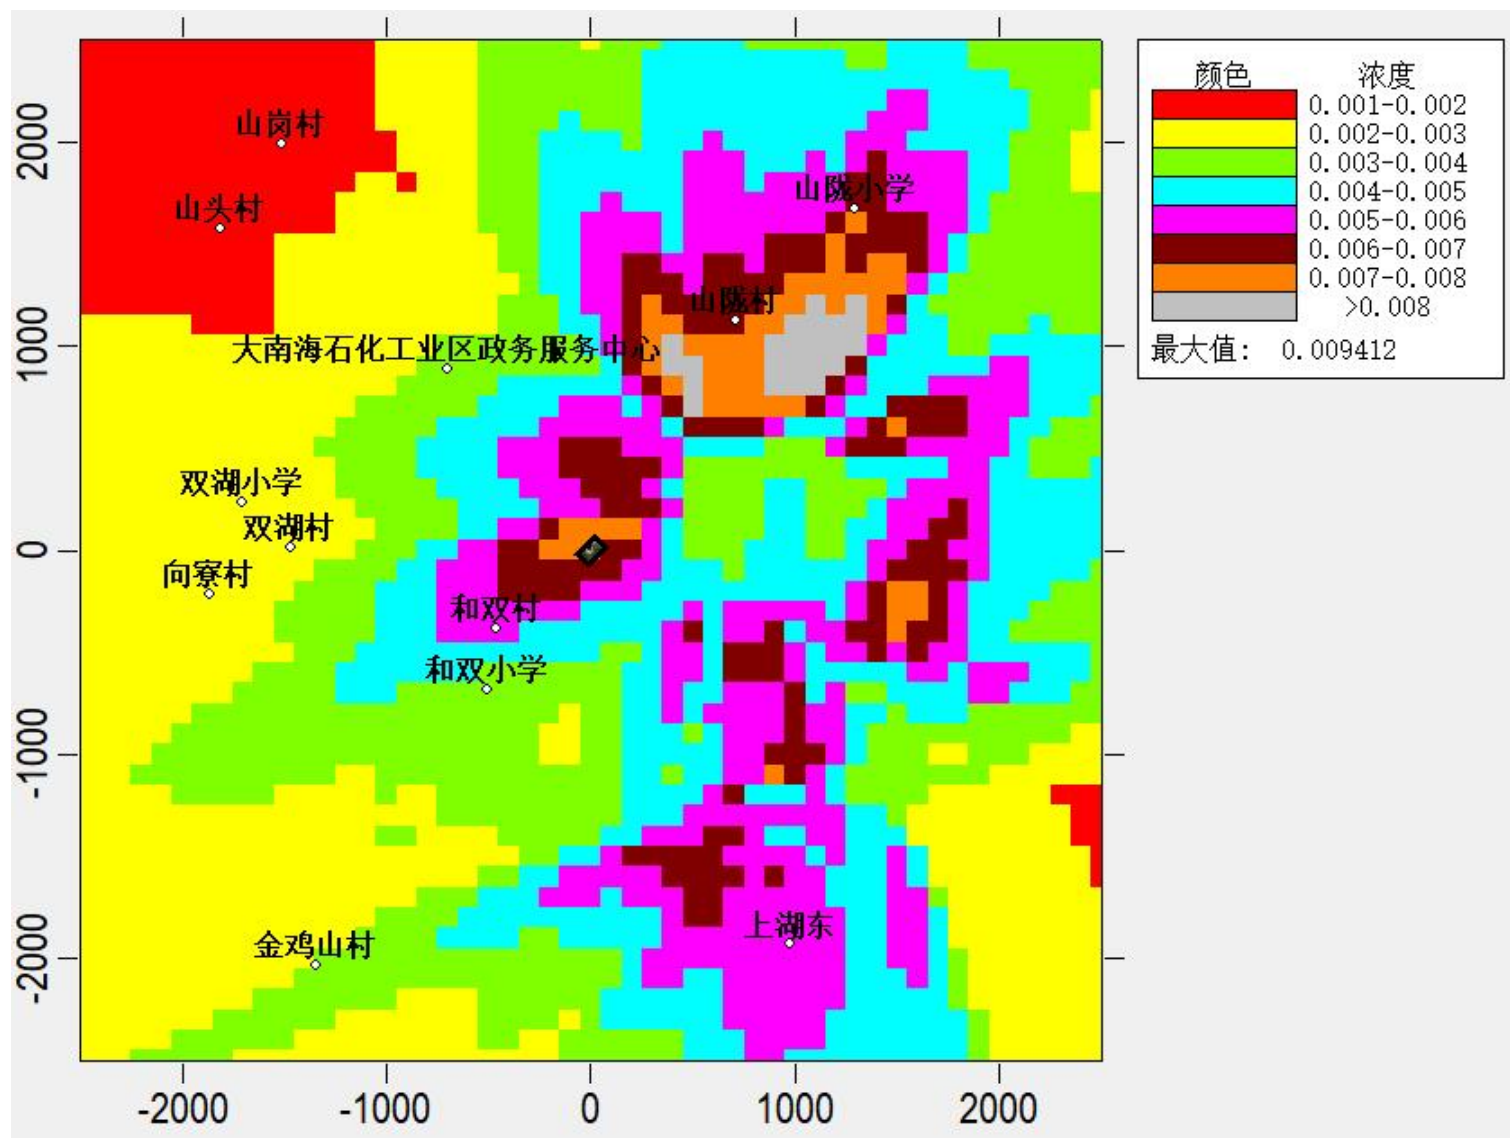 颜色 浓度
0.001-0.002
0.002-0.003
0.003-0.004
0.004-0.005
0.005-0.006
0.006-0.007
0.007-0.008
>0.008
最大值: 0.009412
2000
1000
0
-1000
-2000
山岗村
山陇小学
山头村
山陇村
大南海石化工业区政务服务中心
双湖小学
双湖村
向寮村
和双村
和双小学
上湖东
金鸡山村
-2000 -1000 0 1000 2000